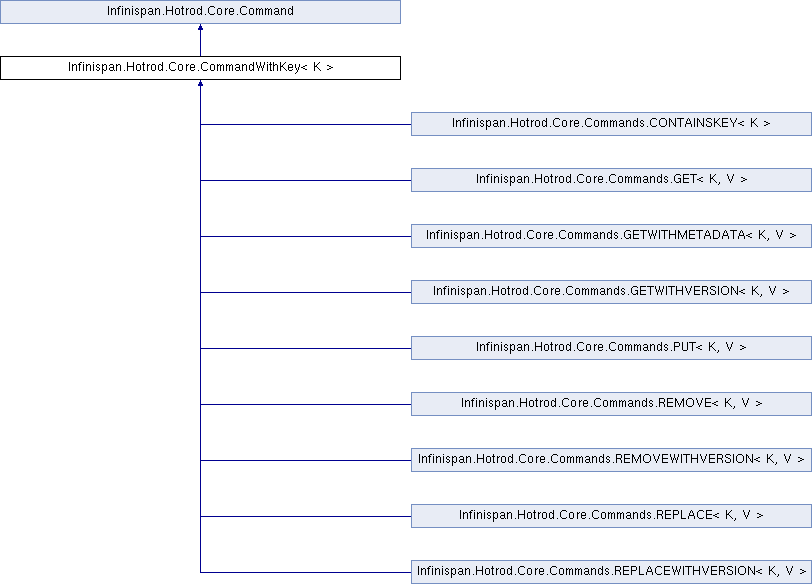 Infinispan.Hotrod.Core.Command
Infinispan.Hotrod.Core.CommandWithKey< K >
Infinispan.Hotrod.Core.Commands.CONTAINSKEY< K >
Infinispan.Hotrod.Core.Commands.GET< K, V >
Infinispan.Hotrod.Core.Commands.GETWITHMETADATA< K, V >
Infinispan.Hotrod.Core.Commands.GETWITHVERSION< K, V >
Infinispan.Hotrod.Core.Commands.PUT< K, V >
Infinispan.Hotrod.Core.Commands.REMOVE< K, V >
Infinispan.Hotrod.Core.Commands.REMOVEWITHVERSION< K, V >
Infinispan.Hotrod.Core.Commands.REPLACE< K, V >
Infinispan.Hotrod.Core.Commands.REPLACEWITHVERSION< K, V >